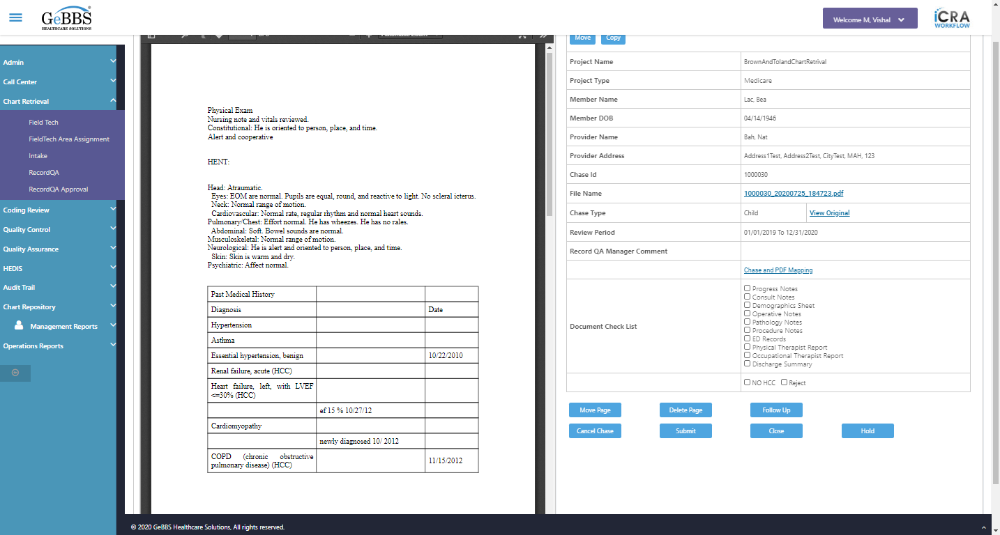 GeBBS
HEALTHCARE SOLUTIONS
Welcome M, Vishal
iCRA
WORKFLOW
Admin
Call Center
Chart Retrieval
Field Tech
FieldTech Area Assignment
Intake
RecordQA
RecordQA Approval
Coding Review
Quality Control
Quality Assurance
HEDIS
Audit Trail
Chart Repository
Management Reports
Operations Reports
Physical Exam
Nursing note and vitals reviewed.
Constitutional: He is oriented to person, place, and time.
Alert and cooperative
HENT:
Head: Atraumatic.
Eyes: EOM are normal. Pupils are equal, round, and reactive to light. No scleral icterus.
Neck: Normal range of motion.
Cardiovascular: Normal rate, regular rhythm and normal heart sounds.
Pulmonary/Chest: Effort normal. He has wheezes. He has no rales.
Abdominal: Soft. Bowel sounds are normal.
Musculoskeletal: Normal range of motion.
Neurological: He is alert and oriented to person, place, and time.
Skin: Skin is warm and dry.
Psychiatric: Affect normal.
Past Medical History
Diagnosis Date
Hypertension
Asthma
Essential hypertension, benign 10/22/2010
Renal failure, acute (HCC)
Heart failure, left, with LVEF
<=30% (HCC)
ef 15 % 10/27/12
Cardiomyopathy
newly diagnosed 10/ 2012
COPD (chronic obstructive
pulmonary disease) (HCC) 11/15/2012
Move Copy
Project Name BrownAndTolandChartRetrival
Project Type Medicare
Member Name Lac, Bea
Member DOB 04/14/1946
Provider Name Bah, Nat
Provider Address Address1Test, Address2Test, CityTest, MAH, 123
Chase Id 1000030
File Name 1000030_20200725_184723.pdf
Chase Type Child View Original
Review Period 01/01/2019 To 12/31/2020
Record QA Manager Comment
Chase and PDF Mapping
Document Check List
Progress Notes
Consult Notes
Demographics Sheet
Operative Notes
Pathology Notes
Procedure Notes
ED Records
Physical Therapist Report
Occupational Therapist Report
Discharge Summary
NO HCC Reject
Move Page Delete Page Follow Up
Cancel Chase Submit Close Hold
© 2020 GeBBS Healthcare Solutions, All rights reserved.